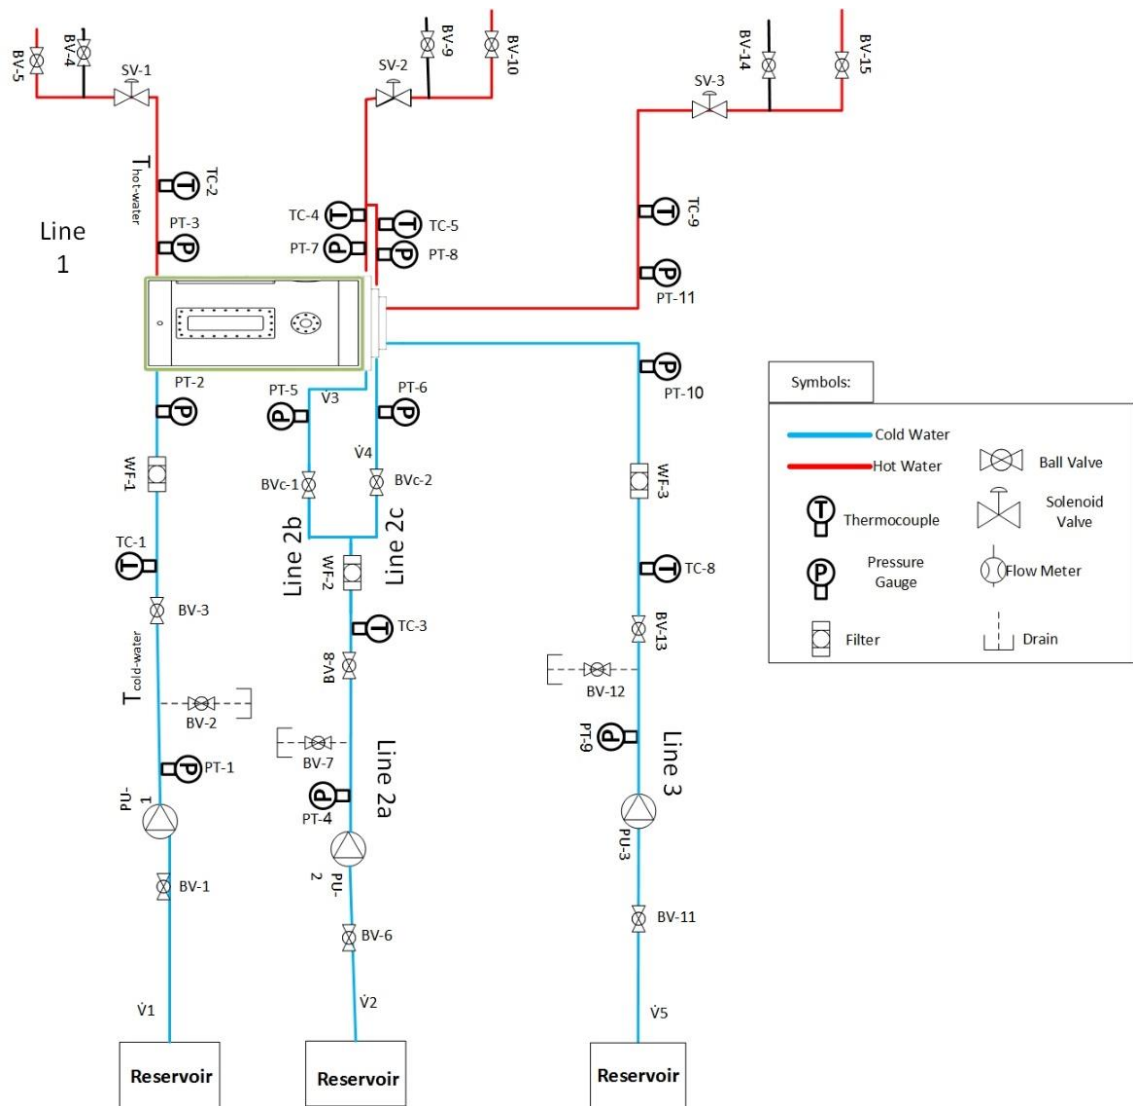 BV-5
BV-4
SV-1
SV-2
BV-9
BV-10
SV-3
BV-14
BV-15
T hot-water
TC-2
PT-3
Line
1
TC-4
TC-5
PT-7
PT-8
TC-9
PT-11
PT-2
PT-5
V̇3
PT-6
PT-10
V̇4
WF-1
BVc-1
BVc-2
WF-3
Line 2b
Line 2c
TC-1
WF-2
TC-8
BV-3
TC-3
BV-13
T cold-water
BV-8
BV-12
BV-2
BV-7
PT-9
Line 3
PT-1
Line 2a
PT-4
PU-
1
PU-
2
PU-3
BV-1
BV-6
BV-11
V̇1
V̇2
V̇5
Reservoir
Reservoir
Reservoir
Symbols:
Cold Water
Hot Water
Ball Valve
T
Thermocouple
Solenoid
Valve
P
Pressure
Gauge
Flow Meter
Filter
Drain
T
P
T
P
T
P
T
P
P
P
P
P
P
T
T
T
P
P
P